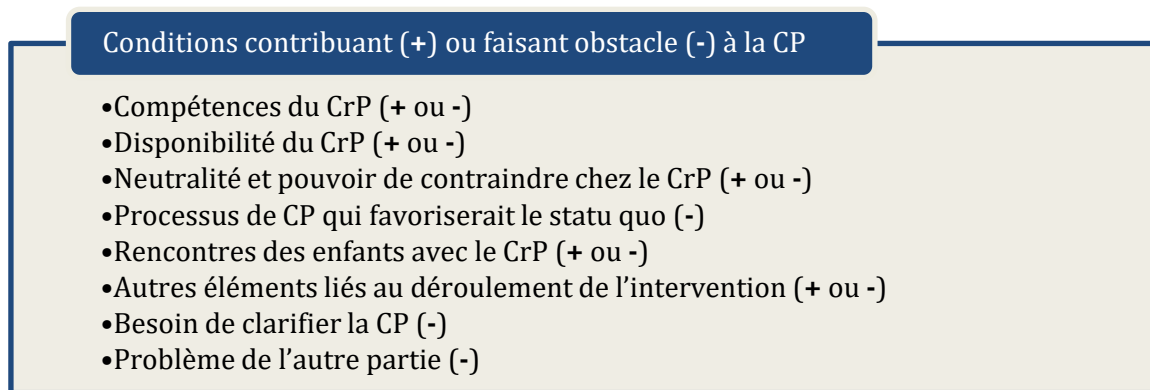 Conditions contribuant (+) ou faisant obstacle (-) à la CP
•Compétences du CrP (+ ou -)
•Disponibilité du CrP (+ ou -)
•Neutralité et pouvoir de contraindre chez le CrP (+ ou -)
•Processus de CP qui favoriserait le statu quo (-)
•Rencontres des enfants avec le CrP (+ ou -)
•Autres éléments liés au déroulement de l’intervention (+ ou -)
•Besoin de clarifier la CP (-)
•Problème de l’autre partie (-)